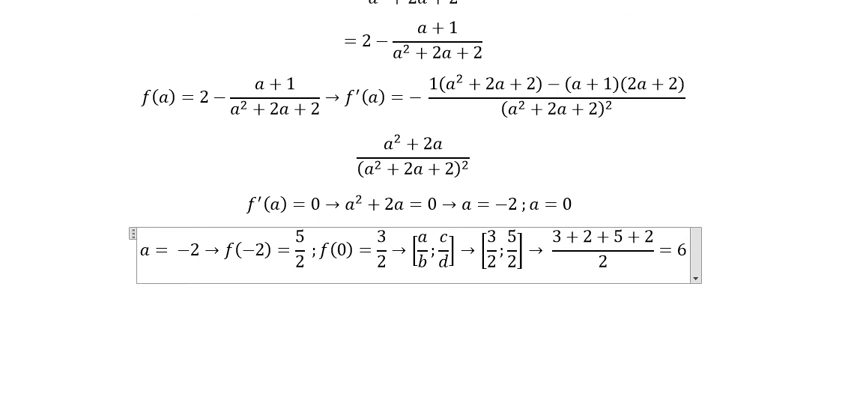 = 2 − (a + 1)/(a² + 2a + 2)
f(a) = 2 − (a + 1)/(a² + 2a + 2) → f′(a) = − (1(a² + 2a + 2) − (a + 1)(2a + 2))/(a² + 2a + 2)²
(a² + 2a)/(a² + 2a + 2)²
f′(a) = 0 → a² + 2a = 0 → a = −2 ; a = 0
a = −2 → f(−2) = 5/2 ; f(0) = 3/2 → [a/b ; c/d] → [3/2 ; 5/2] → (3 + 2 + 5 + 2)/2 = 6